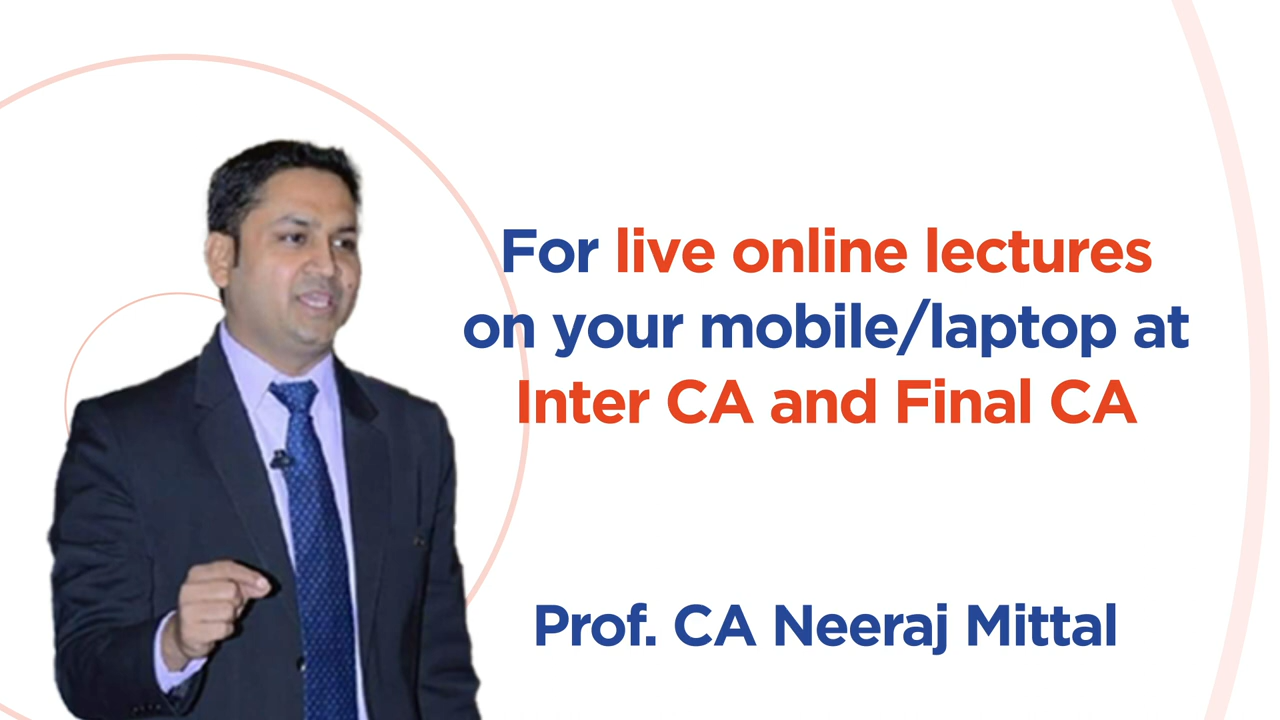 For live online lectures
on your mobile/laptop at
Inter CA and Final CA
Prof. CA Neeraj Mittal